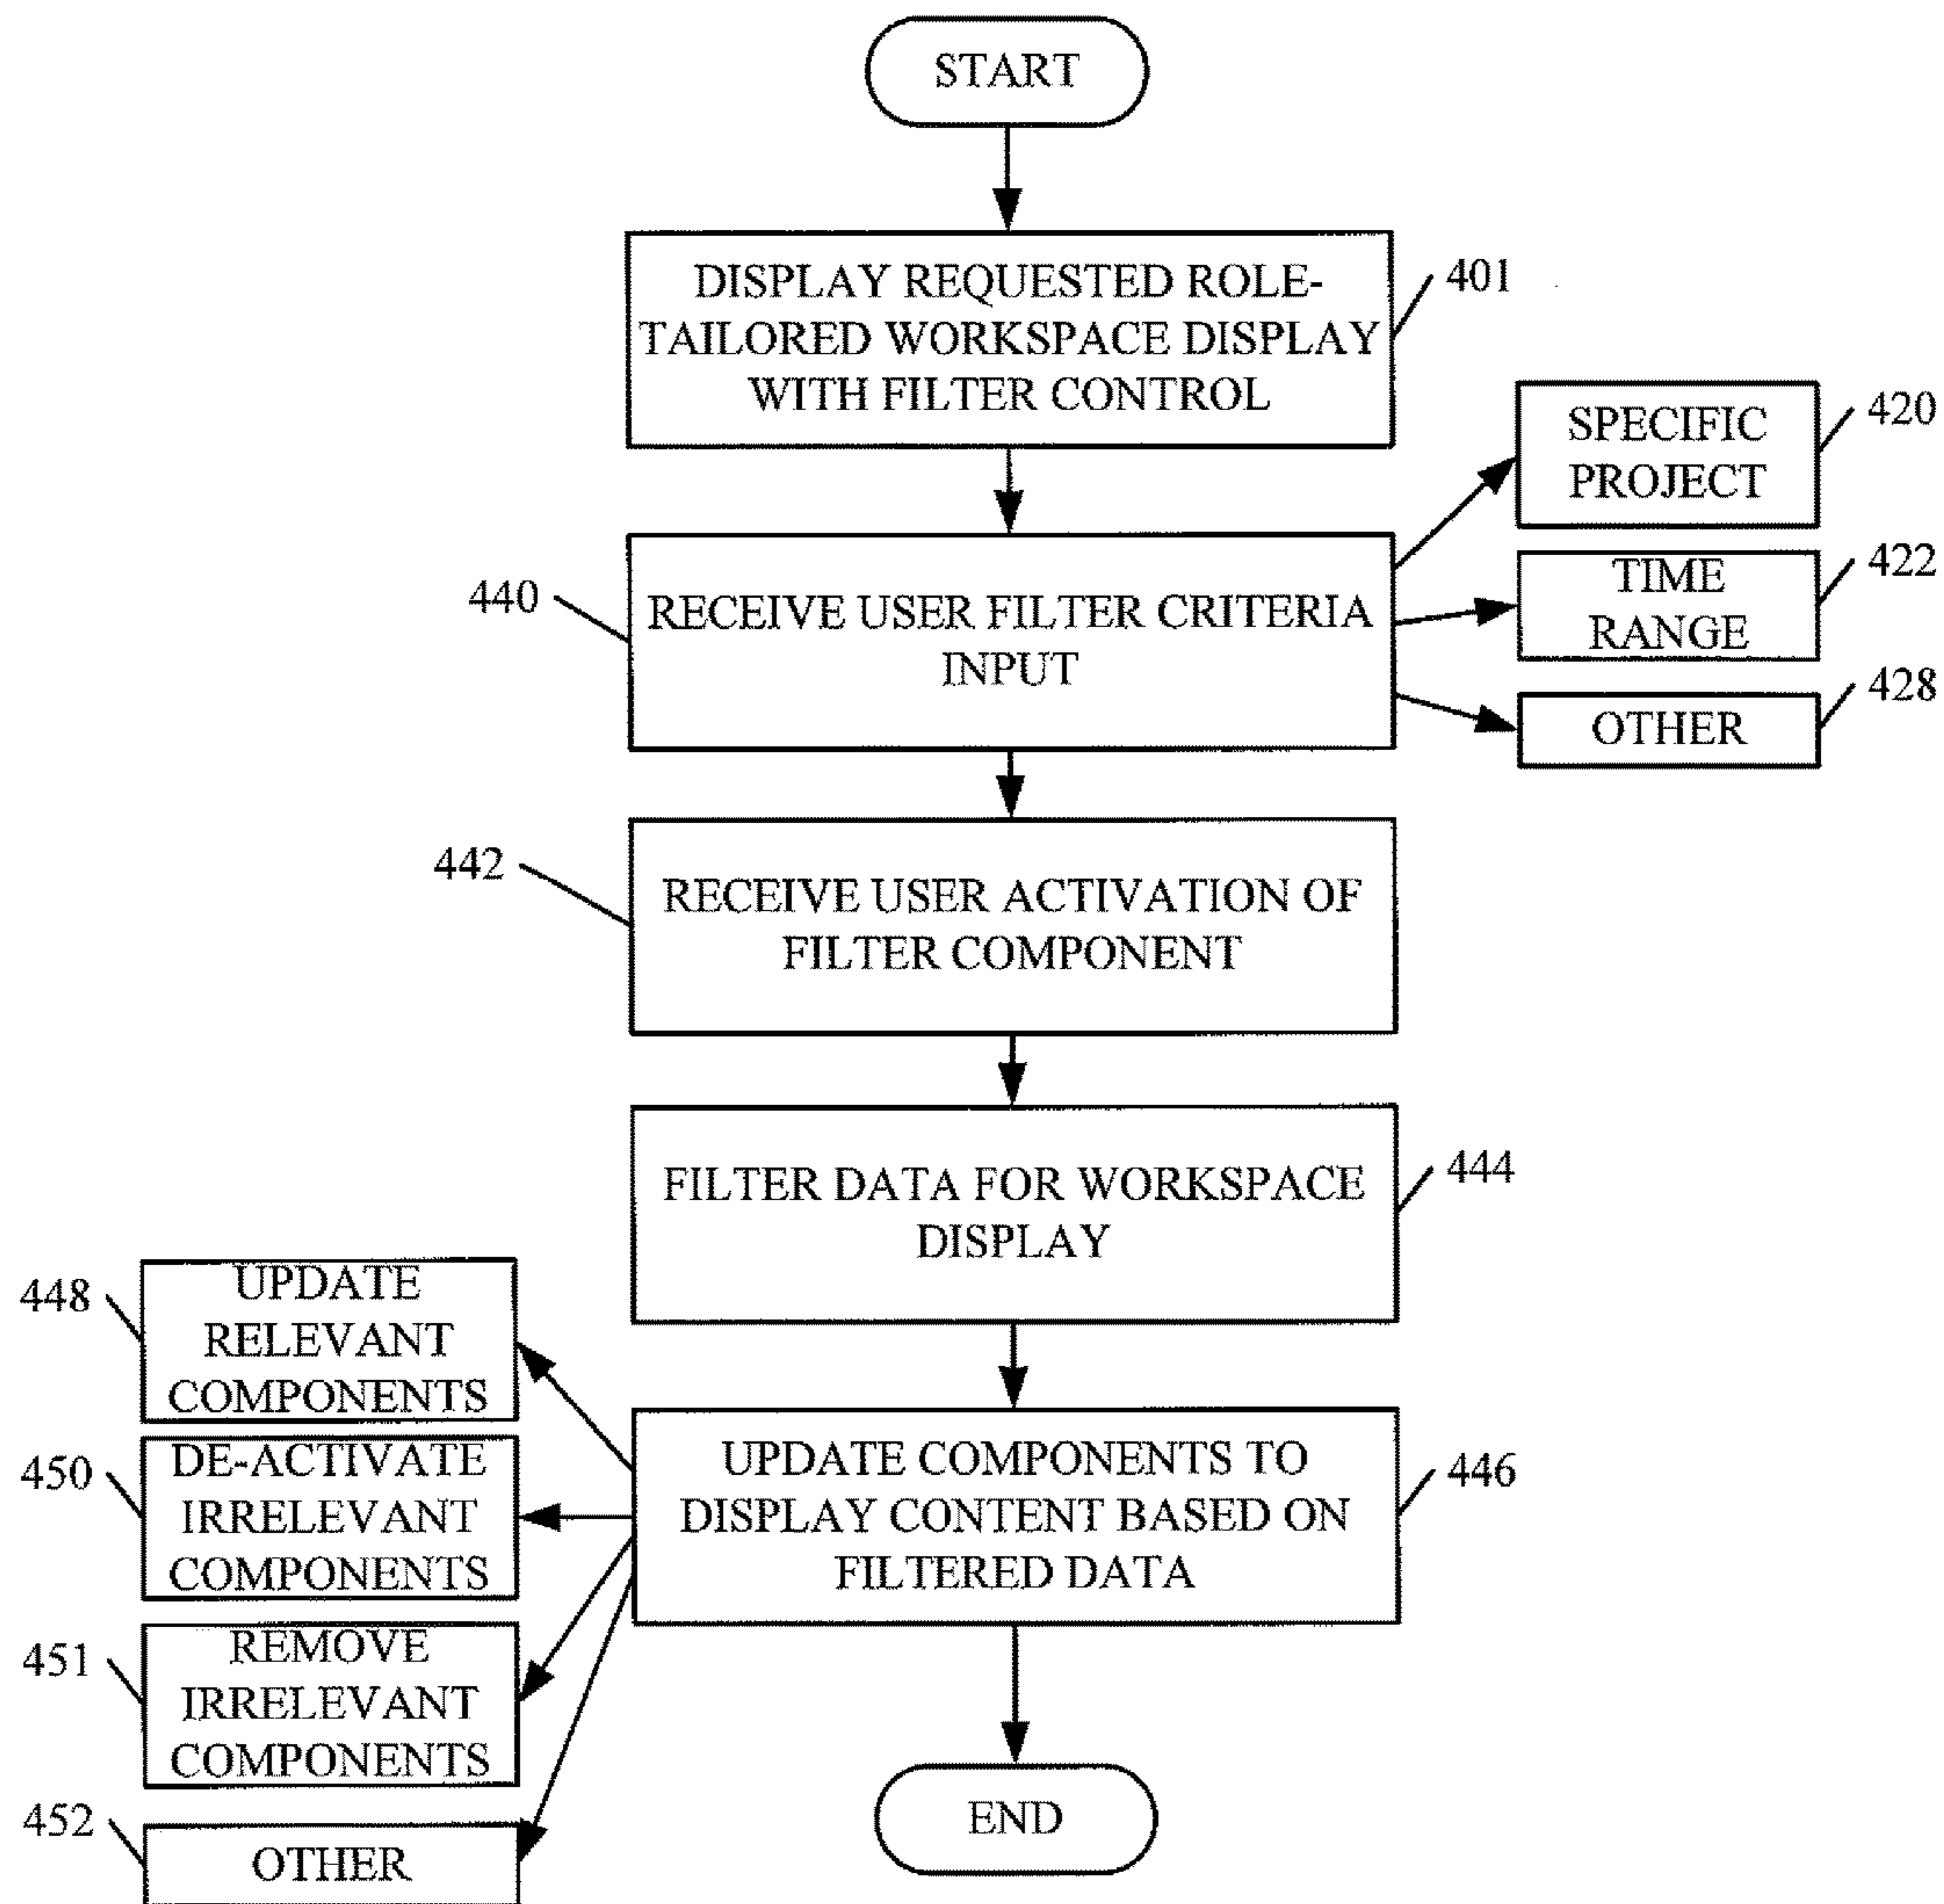 START
DISPLAY REQUESTED ROLE-
TAILORED WORKSPACE DISPLAY
WITH FILTER CONTROL
401
SPECIFIC
PROJECT
420
440
RECEIVE USER FILTER CRITERIA
INPUT
TIME
RANGE
422
OTHER
428
442
RECEIVE USER ACTIVATION OF
FILTER COMPONENT
FILTER DATA FOR WORKSPACE
DISPLAY
444
448
UPDATE
RELEVANT
COMPONENTS
UPDATE COMPONENTS TO
DISPLAY CONTENT BASED ON
FILTERED DATA
446
450
DE-ACTIVATE
IRRELEVANT
COMPONENTS
451
REMOVE
IRRELEVANT
COMPONENTS
452
OTHER
END